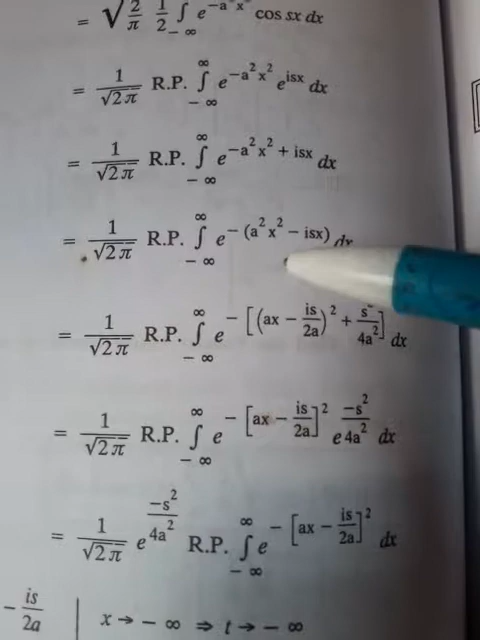 = √(2/π) 1/2 ∫_{-∞} e^{-a²x²} cos sx dx
= 1/√(2π) R.P. ∫_{-∞}^{∞} e^{-a²x²} e^{isx} dx
= 1/√(2π) R.P. ∫_{-∞}^{∞} e^{-a²x² + isx} dx
= 1/√(2π) R.P. ∫_{-∞}^{∞} e^{-(a²x² - isx)} dx
= 1/√(2π) R.P. ∫_{-∞}^{∞} e^{-[(ax - is/2a)² + s²/4a²]} dx
= 1/√(2π) R.P. ∫_{-∞}^{∞} e^{-[ax - is/2a]²} e^{-s²/4a²} dx
= 1/√(2π) e^{-s²/4a²} R.P. ∫_{-∞}^{∞} e^{-[ax - is/2a]²} dx
- is/2a | x → - ∞ ⇒ t → - ∞